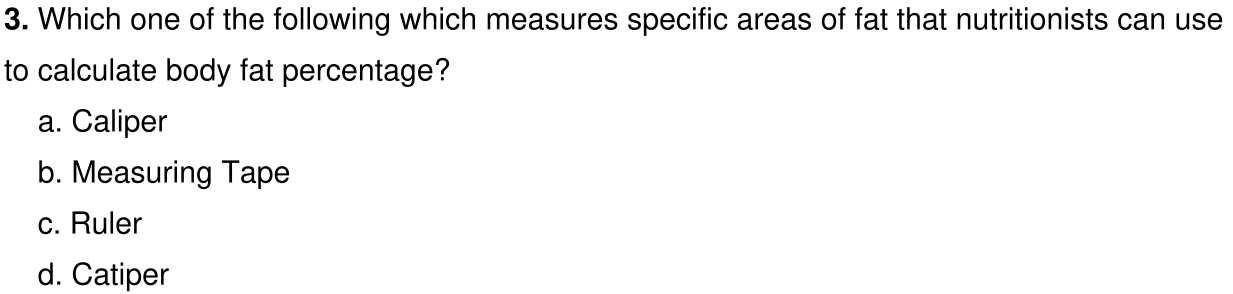 3. Which one of the following which measures specific areas of fat that nutritionists can use
to calculate body fat percentage?
a. Caliper
b. Measuring Tape
c. Ruler
d. Catiper